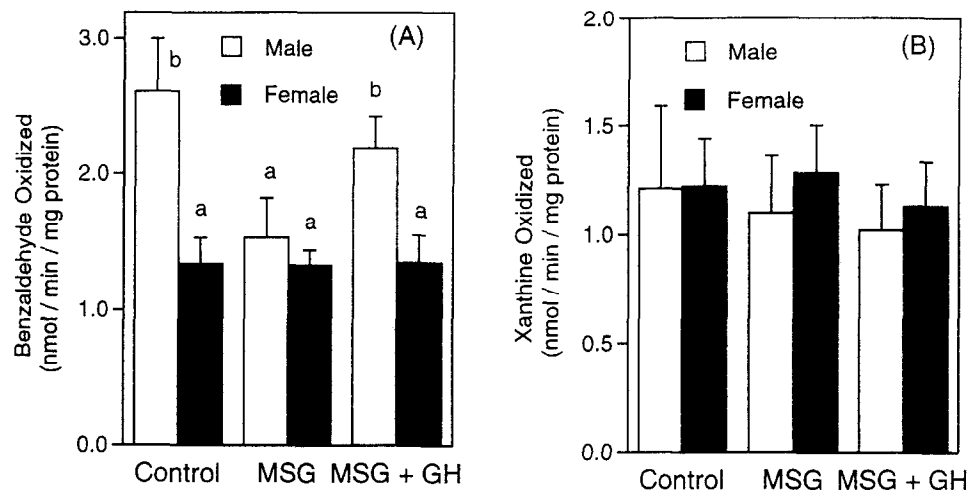 (A)
Benzaldehyde Oxidized
(nmol / min / mg protein)
3.0
2.0
1.0
0.0
Male
Female
b
a
a
a
b
a
Control MSG MSG + GH
(B)
Xanthine Oxidized
(nmol / min / mg protein)
2.0
1.5
1.0
0.5
0.0
Male
Female
Control MSG MSG + GH